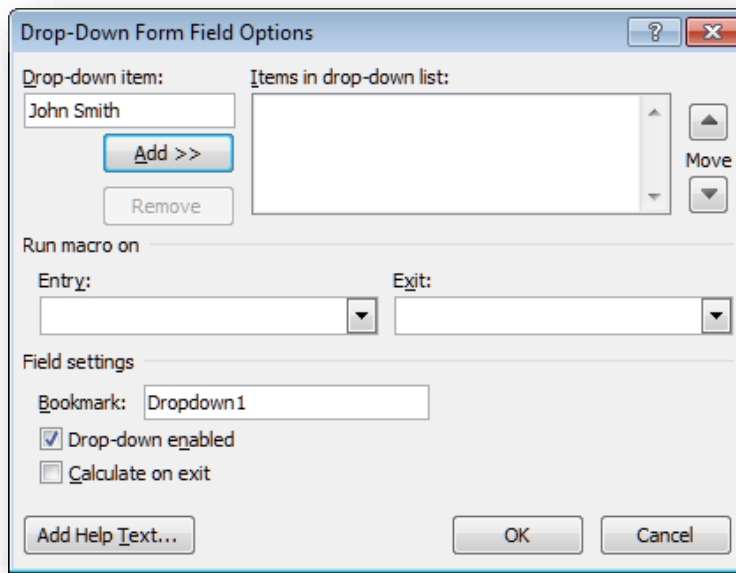 Drop-Down Form Field Options
Drop-down item:
Items in drop-down list:
John Smith
Add >>
Move
Remove
Run macro on
Entry:
Exit:
Field settings
Bookmark: Dropdown1
Drop-down enabled
Calculate on exit
Add Help Text... OK Cancel